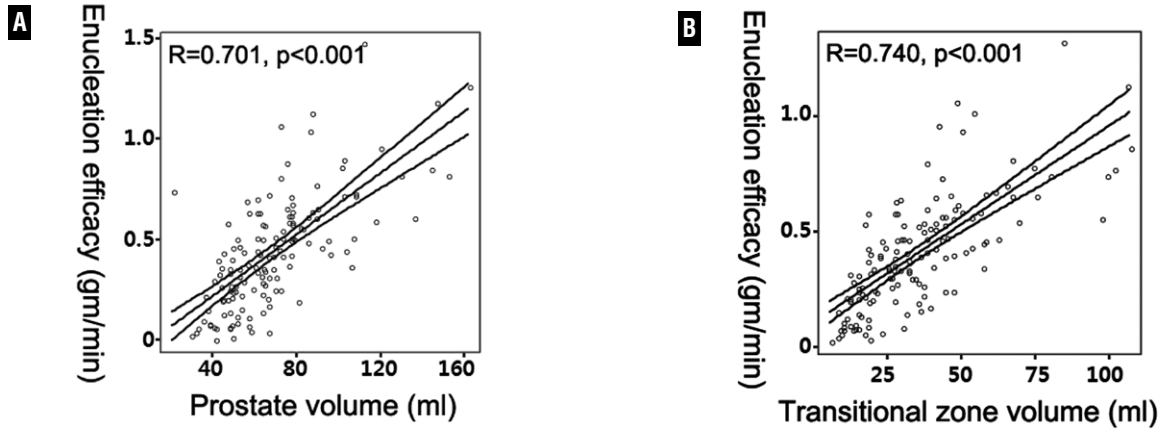 A
Enucleation efficacy (gm/min)
R=0.701, p<0.001
1.5
1.0
0.5
0
40 80 120 160
Prostate volume (ml)
B
Enucleation efficacy (gm/min)
R=0.740, p<0.001
1.0
0.5
0
25 50 75 100
Transitional zone volume (ml)